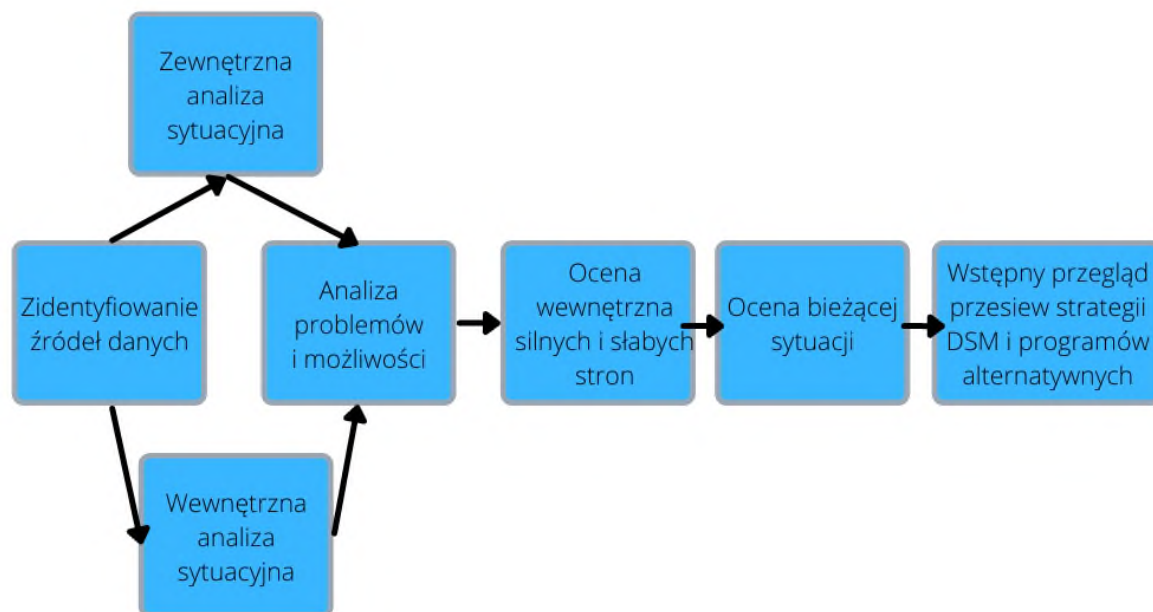 Zewnętrzna
analiza
sytuacyjna
Zidentyfiowanie
źródeł danych
Analiza
problemów
i możliwości
Ocena
wewnętrzna
silnych i słabych
stron
Ocena bieżącej
sytuacji
Wstępny przegląd
przesiew strategii
DSM i programów
alternatywnych
Wewnętrzna
analiza
sytuacyjna